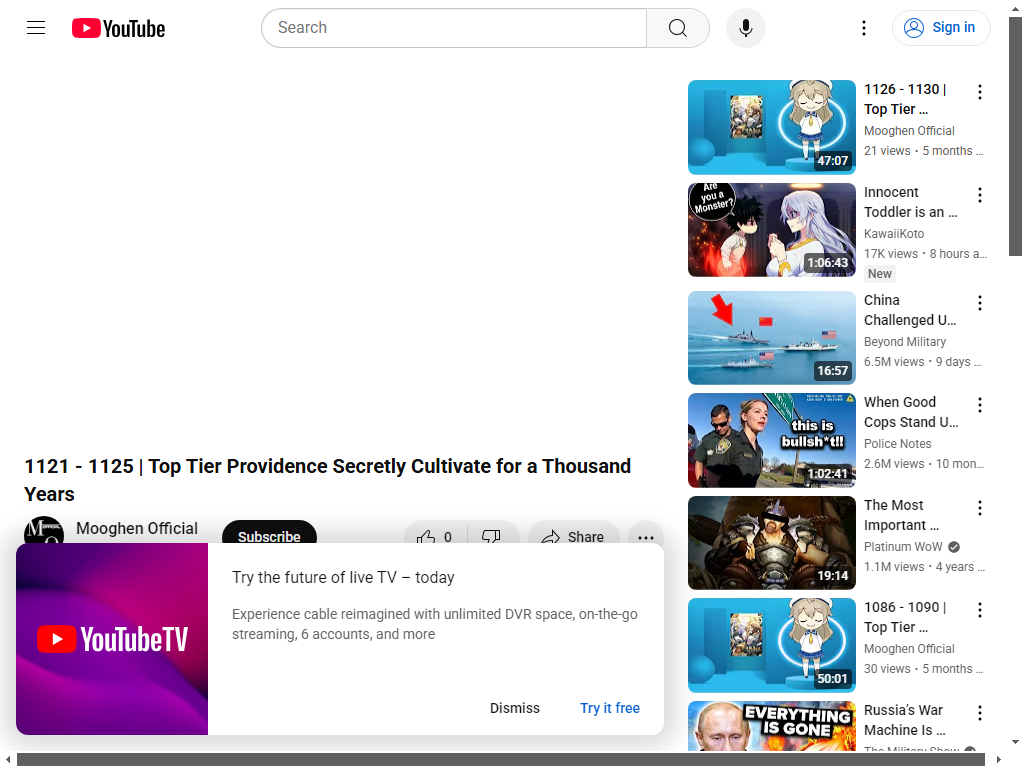 YouTube
Search
Sign in
1121 - 1125 | Top Tier Providence Secretly Cultivate for a Thousand
Years
Mooghen Official
Subscribe
0
Share
YouTubeTV
Try the future of live TV – today
Experience cable reimagined with unlimited DVR space, on-the-go
streaming, 6 accounts, and more
Dismiss
Try it free
47:07
1126 - 1130 |
Top Tier ...
Mooghen Official
21 views • 5 months ...
Are
you a
Monster?
1:06:43
Innocent
Toddler is an ...
KawaiiKoto
17K views • 8 hours a...
New
16:57
China
Challenged U...
Beyond Military
6.5M views • 9 days ...
this is
bullsh*t!!
1:02:41
When Good
Cops Stand U...
Police Notes
2.6M views • 10 mon...
19:14
The Most
Important ...
Platinum WoW
1.1M views • 4 years ...
50:01
1086 - 1090 |
Top Tier ...
Mooghen Official
30 views • 5 months ...
EVERYTHING
IS GONE
Russia's War
Machine Is ...
The Military Show